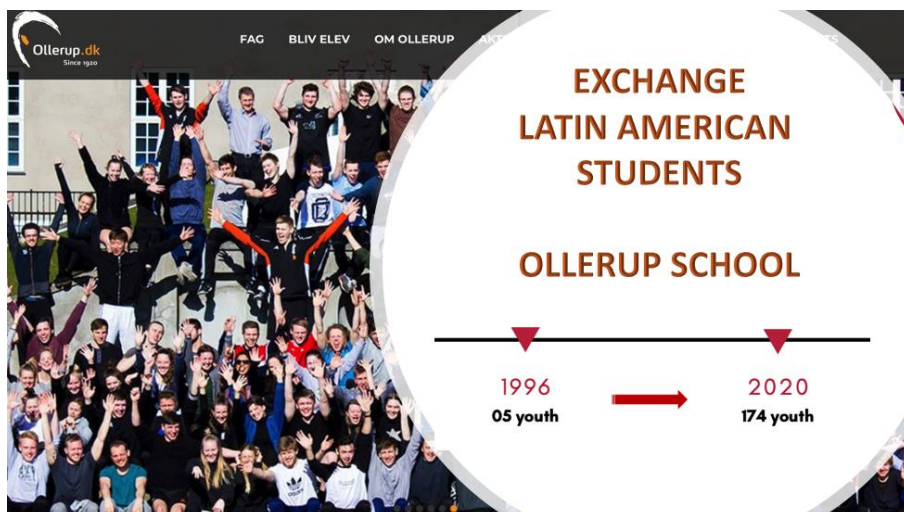 Ollerup.dk
Since 1920
FAG BLIV ELEV OM OLLERUP
EXCHANGE
LATIN AMERICAN
STUDENTS
OLLERUP SCHOOL
1996 2020
05 youth 174 youth